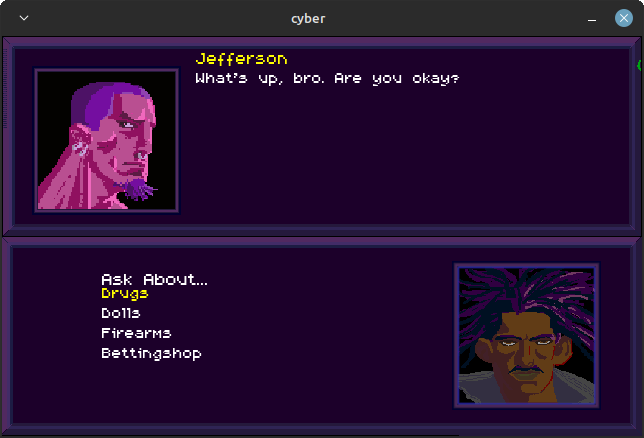 cyber
Jefferson
What's up, bro. Are you okay?
Ask About...
Drugs
Dolls
Firearms
Bettingshop